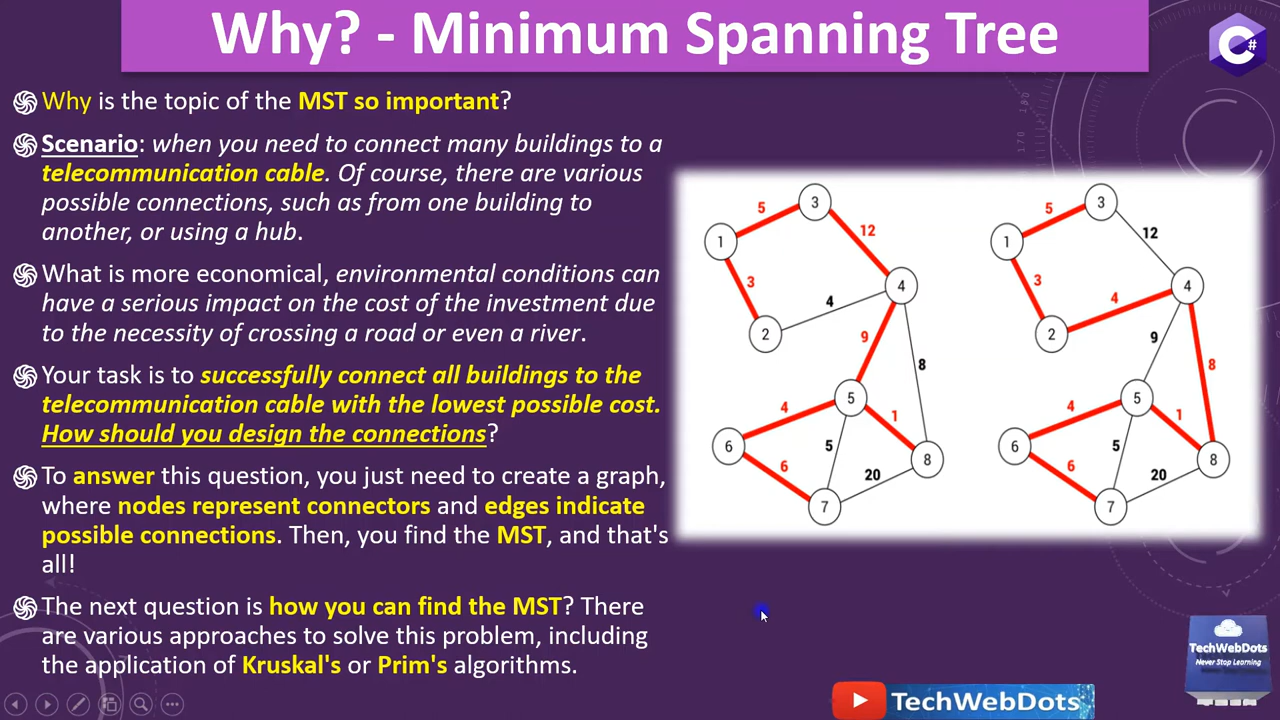 Why? - Minimum Spanning Tree
C#
Why is the topic of the MST so important?
Scenario: when you need to connect many buildings to a
telecommunication cable. Of course, there are various
possible connections, such as from one building to
another, or using a hub.
What is more economical, environmental conditions can
have a serious impact on the cost of the investment due
to the necessity of crossing a road or even a river.
Your task is to successfully connect all buildings to the
telecommunication cable with the lowest possible cost.
How should you design the connections?
To answer this question, you just need to create a graph,
where nodes represent connectors and edges indicate
possible connections. Then, you find the MST, and that's
all!
The next question is how you can find the MST? There
are various approaches to solve this problem, including
the application of Kruskal's or Prim's algorithms.
3
5
12
1
3
4
4
2
9
8
5
4
1
6
5
8
6
20
7
3
5
12
1
3
4
4
2
9
8
5
4
1
6
5
8
6
20
7
180
170
TechWebDots
Never Stop Learning
TechWebDots